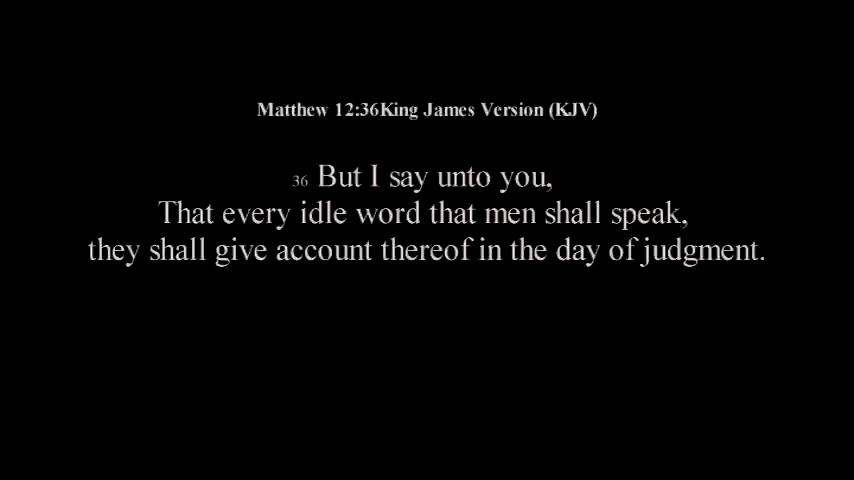 Matthew 12:36King James Version (KJV)
36 But I say unto you,
That every idle word that men shall speak,
they shall give account thereof in the day of judgment.